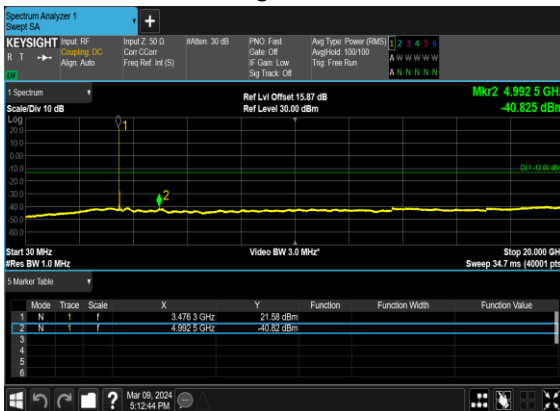 Spectrum Analyzer 1
Swept SA
+
KEYSIGHT Input: RF Input Z: 50 Ω #Atten: 30 dB PNO: Fast Avg Type: Power (RMS) 1 2 3 4 5 6
R T Coupling: DC Corr CCorr Gate: Off Avg|Hold: 100/100 A W W W W W
Align: Auto Freq Ref: Int (S) IF Gain: Low Trig: Free Run
Sig Track: Off A N N N N N
1 Spectrum Ref Lvl Offset 15.87 dB Mkr2 4.992 5 GHz
Scale/Div 10 dB Ref Level 30.00 dBm -40.825 dBm
Log
20.0
10.0
0.00
-10.0
DL1 -13.00 dBm
-20.0
-30.0
-40.0
-50.0
-60.0
1
2
Start 30 MHz Video BW 3.0 MHz* Stop 20.000 GHz
#Res BW 1.0 MHz Sweep 34.7 ms (40001 pts)
5 Marker Table
Mode Trace Scale X Y Function Function Width Function Value
1 N 1 f 3.476 3 GHz 21.58 dBm
2 N 1 f 4.992 5 GHz -40.82 dBm
3
4
5
6
? Mar 09, 2024
5:12:44 PM